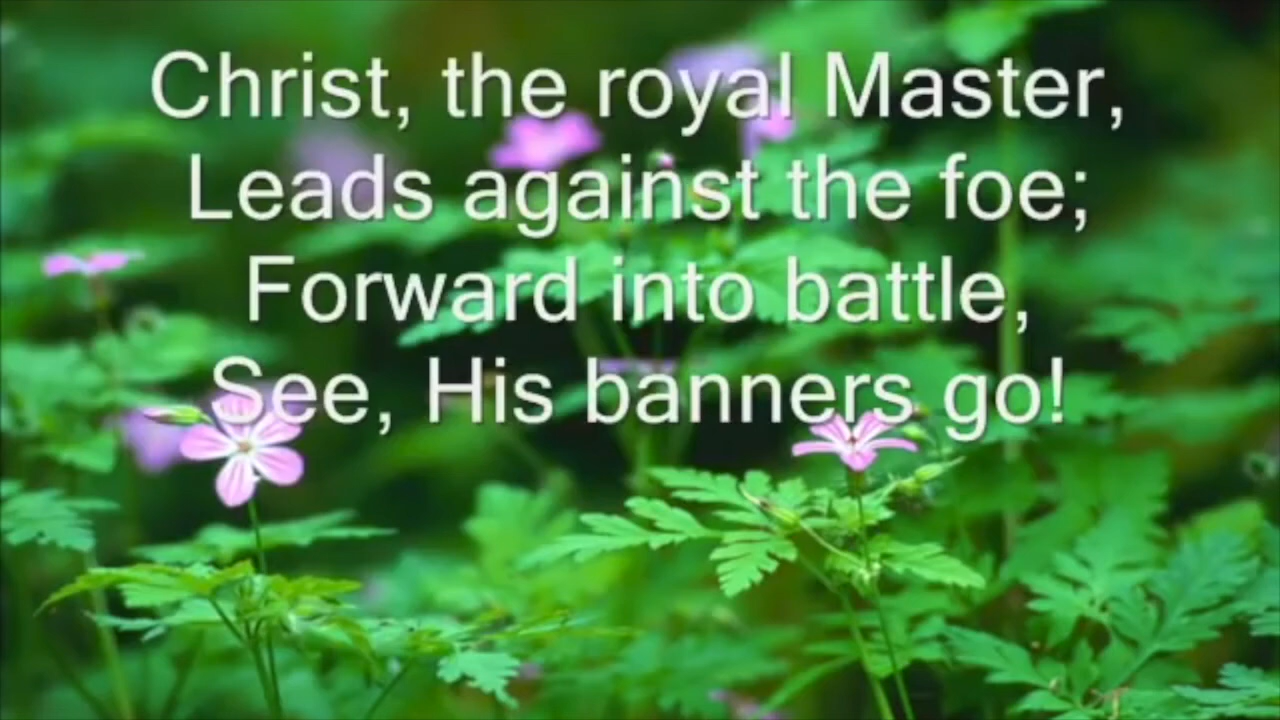 Christ, the royal Master,
Leads against the foe;
Forward into battle,
See, His banners go!